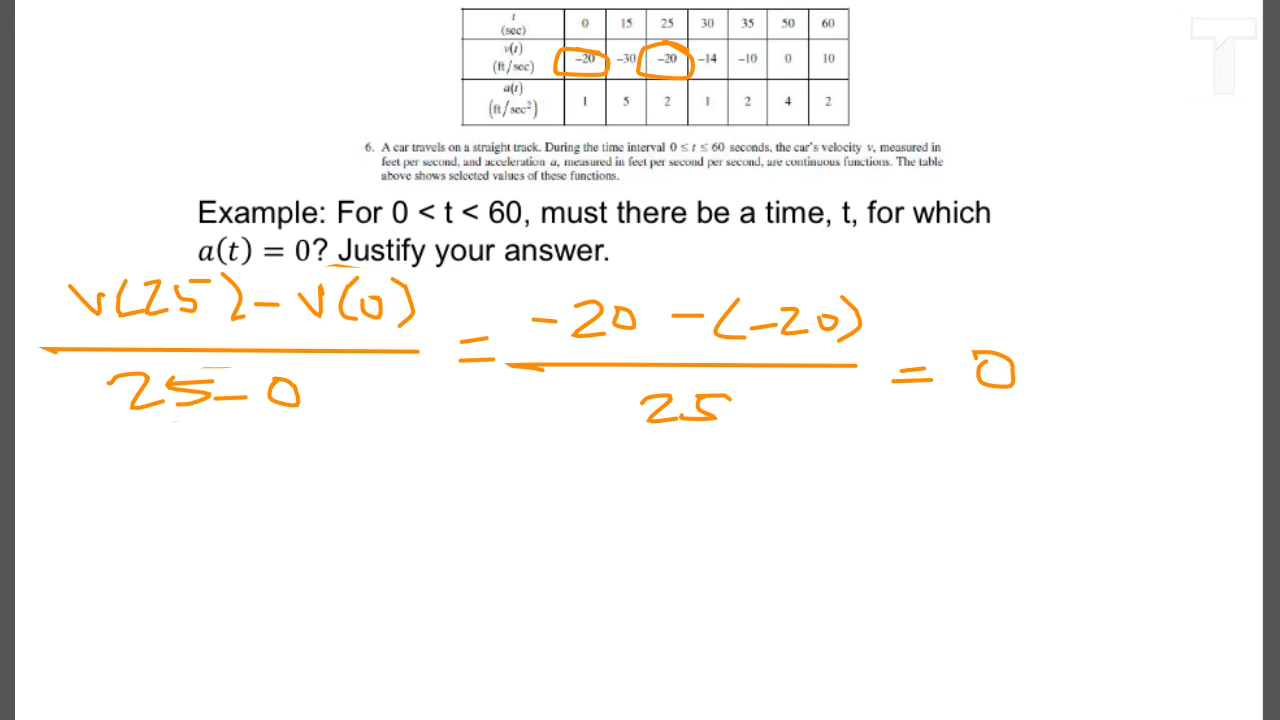 t (sec) 0 15 25 30 35 50 60
v(t) (ft/sec) −20 −30 −20 −14 −10 0 10
a(t) (ft/sec²) 1 5 2 1 2 4 2
6. A car travels on a straight track. During the time interval 0 ≤ t ≤ 60 seconds, the car's velocity v, measured in
feet per second, and acceleration a, measured in feet per second per second, are continuous functions. The table
above shows selected values of these functions.
Example: For 0 < t < 60, must there be a time, t, for which
a(t) = 0? Justify your answer.
v(25) - v(0) / 25 - 0 = -20 - (-20) / 25 = 0
T